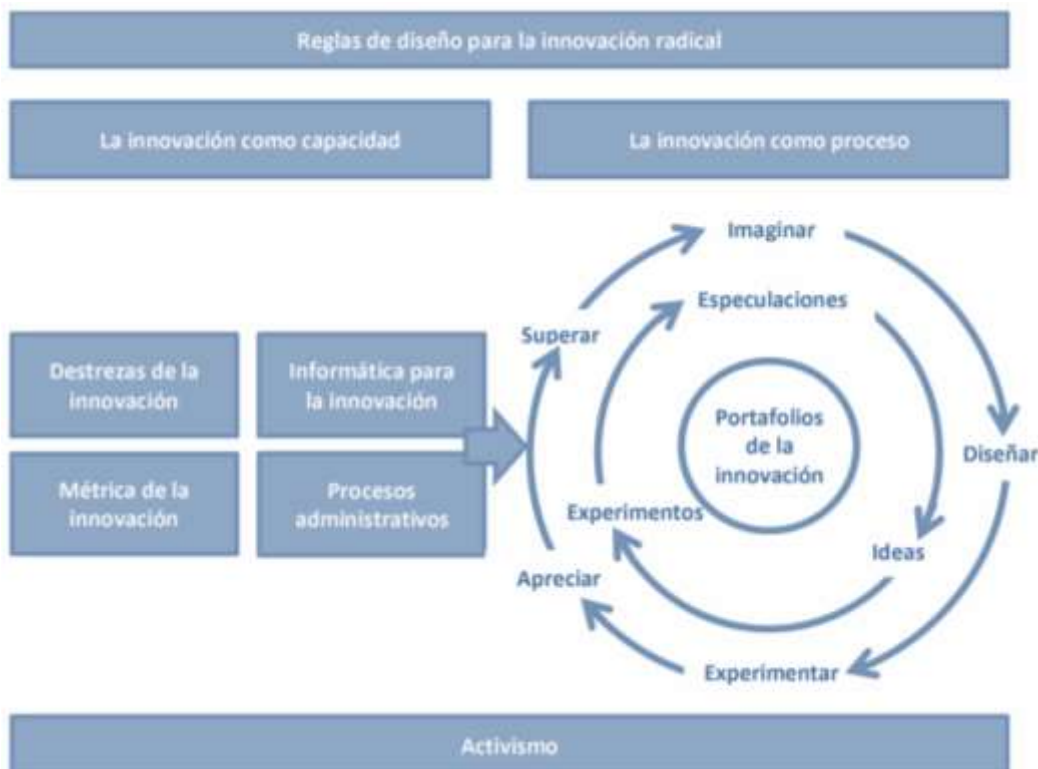 Reglas de diseño para la innovación radical
La innovación como capacidad
La innovación como proceso
Destrezas de la
innovación
Informática para
la innovación
Métrica de la
innovación
Procesos
administrativos
Imaginar
Especulaciones
Superar
Portafolios
de la
innovación
Diseñar
Experimentos
Ideas
Apreciar
Experimentar
Activismo